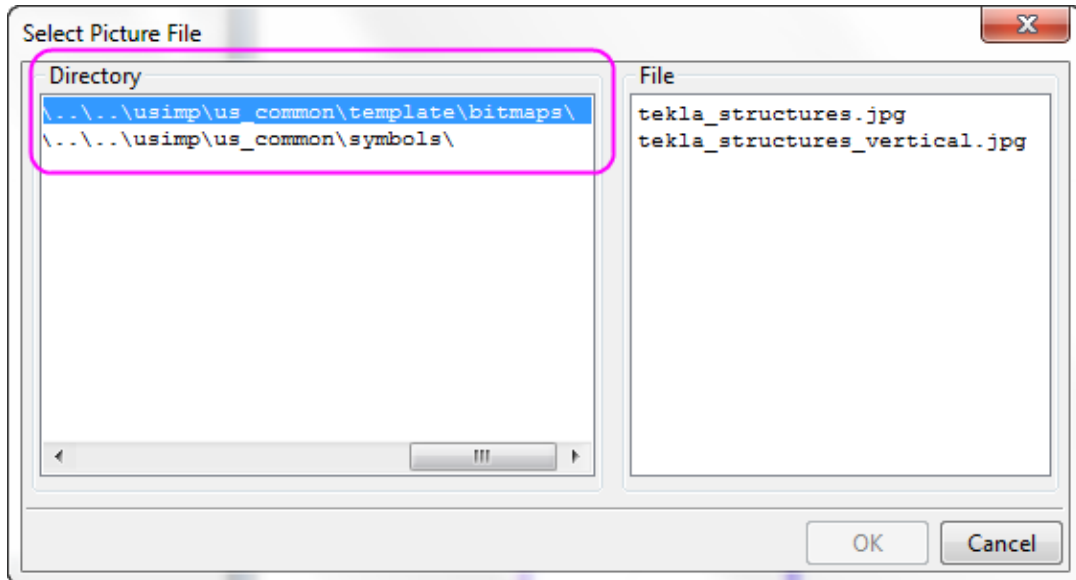 Select Picture File
Directory
\..\..\usimp\us_common\template\bitmaps\
\..\..\usimp\us_common\symbols\
File
tekla_structures.jpg
tekla_structures_vertical.jpg
OK
Cancel